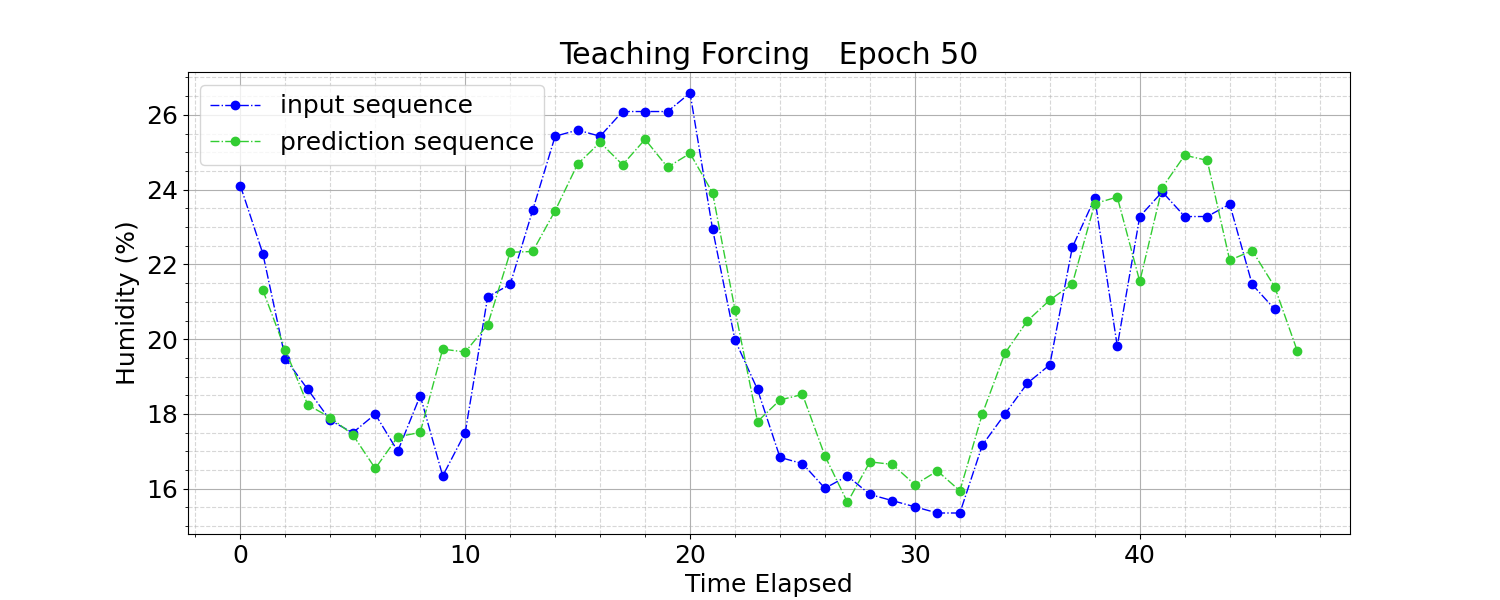 Teaching Forcing   Epoch 50
input sequence
prediction sequence
Humidity (%)
26
24
22
20
18
16
0 10 20 30 40
Time Elapsed